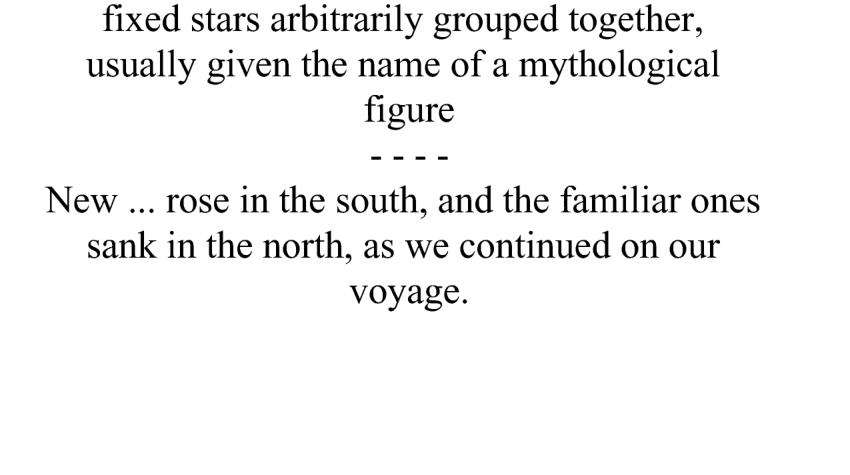 fixed stars arbitrarily grouped together,
usually given the name of a mythological
figure
- - - -
New ... rose in the south, and the familiar ones
sank in the north, as we continued on our
voyage.